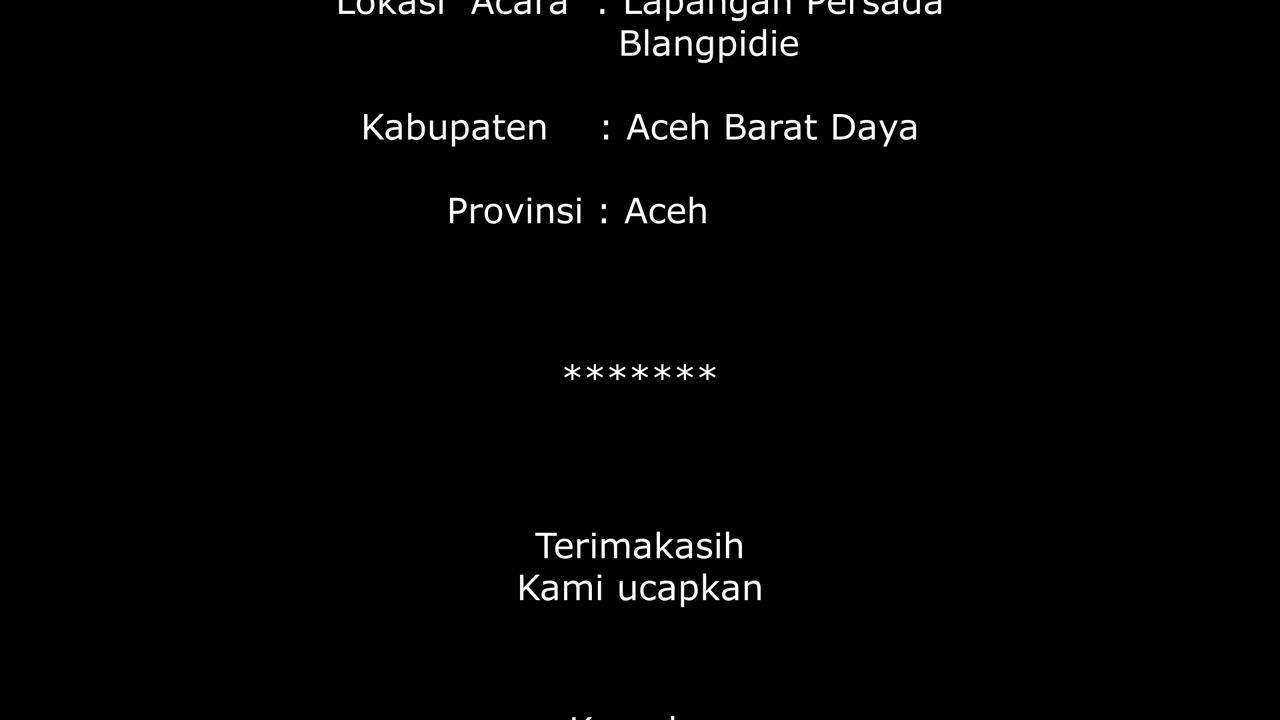 Lokasi Acara : Lapangan Persada
Blangpidie
Kabupaten : Aceh Barat Daya
Provinsi : Aceh
*******
Terimakasih
Kami ucapkan